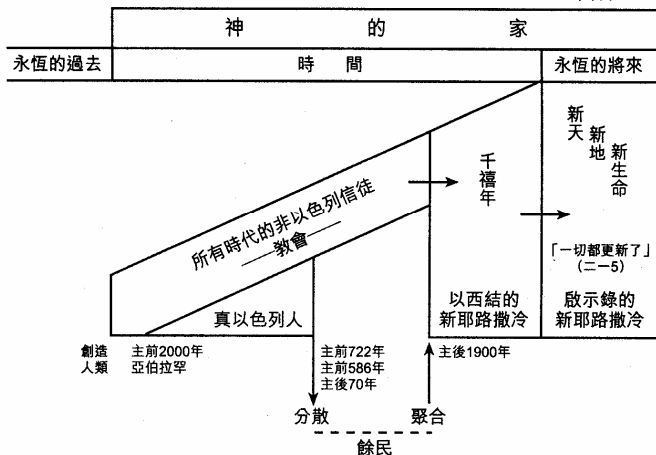 神的家
永恆的過去
時間
永恆的將來
新天
新地
新生命
千禧年
所有時代的非以色列信徒
——教會——
「一切都更新了」
(二一5)
真以色列人
以西結的
新耶路撒冷
啟示錄的
新耶路撒冷
創造
人類
主前2000年
亞伯拉罕
主前722年
主前586年
主後70年
主後1900年
分散
聚合
餘民